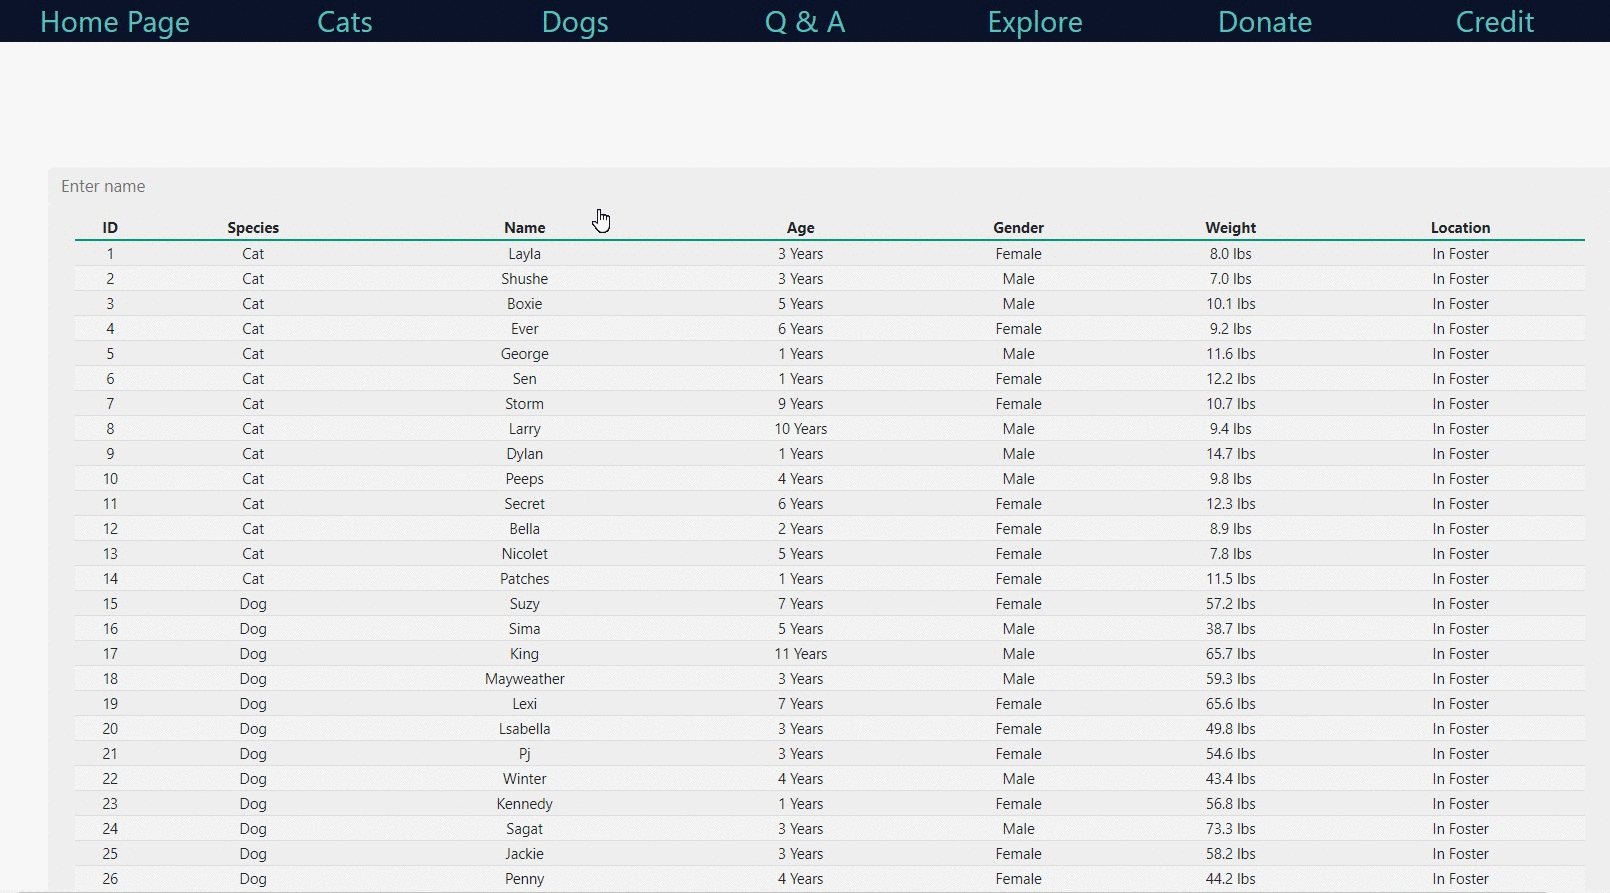 Home Page Cats Dogs Q & A Explore Donate Credit
Enter name
ID Species Name Age Gender Weight Location
1 Cat Layla 3 Years Female 8.0 lbs In Foster
2 Cat Shushe 3 Years Male 7.0 lbs In Foster
3 Cat Boxie 5 Years Male 10.1 lbs In Foster
4 Cat Ever 6 Years Female 9.2 lbs In Foster
5 Cat George 1 Years Male 11.6 lbs In Foster
6 Cat Sen 1 Years Female 12.2 lbs In Foster
7 Cat Storm 9 Years Female 10.7 lbs In Foster
8 Cat Larry 10 Years Male 9.4 lbs In Foster
9 Cat Dylan 1 Years Male 14.7 lbs In Foster
10 Cat Peeps 4 Years Male 9.8 lbs In Foster
11 Cat Secret 6 Years Female 12.3 lbs In Foster
12 Cat Bella 2 Years Female 8.9 lbs In Foster
13 Cat Nicolet 5 Years Female 7.8 lbs In Foster
14 Cat Patches 1 Years Female 11.5 lbs In Foster
15 Dog Suzy 7 Years Female 57.2 lbs In Foster
16 Dog Sima 5 Years Male 38.7 lbs In Foster
17 Dog King 11 Years Male 65.7 lbs In Foster
18 Dog Mayweather 3 Years Male 59.3 lbs In Foster
19 Dog Lexi 7 Years Female 65.6 lbs In Foster
20 Dog Lsabella 3 Years Female 49.8 lbs In Foster
21 Dog Pj 3 Years Female 54.6 lbs In Foster
22 Dog Winter 4 Years Male 43.4 lbs In Foster
23 Dog Kennedy 1 Years Female 56.8 lbs In Foster
24 Dog Sagat 3 Years Male 73.3 lbs In Foster
25 Dog Jackie 3 Years Female 58.2 lbs In Foster
26 Dog Penny 4 Years Female 44.2 lbs In Foster